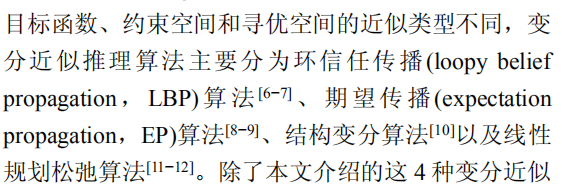 目标函数、约束空间和寻优空间的近似类型不同，变
分近似推理算法主要分为环信任传播(loopy belief
propagation，LBP)算法[6−7]、期望传播(expectation
propagation，EP)算法[8−9]、结构变分算法[10]以及线性
规划松弛算法[11−12]。除了本文介绍的这 4 种变分近似